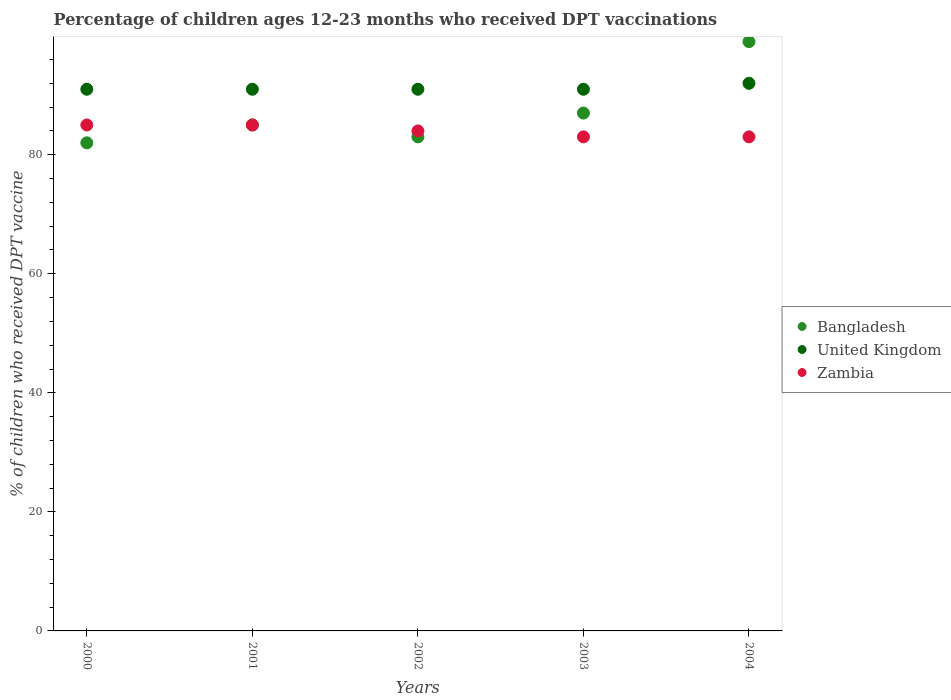 Percentage of children ages 12-23 months who received DPT vaccinations
% of children who received DPT vaccine
80
60
40
20
0
2000
2001
2002
2003
2004
Years
Bangladesh
United Kingdom
Zambia